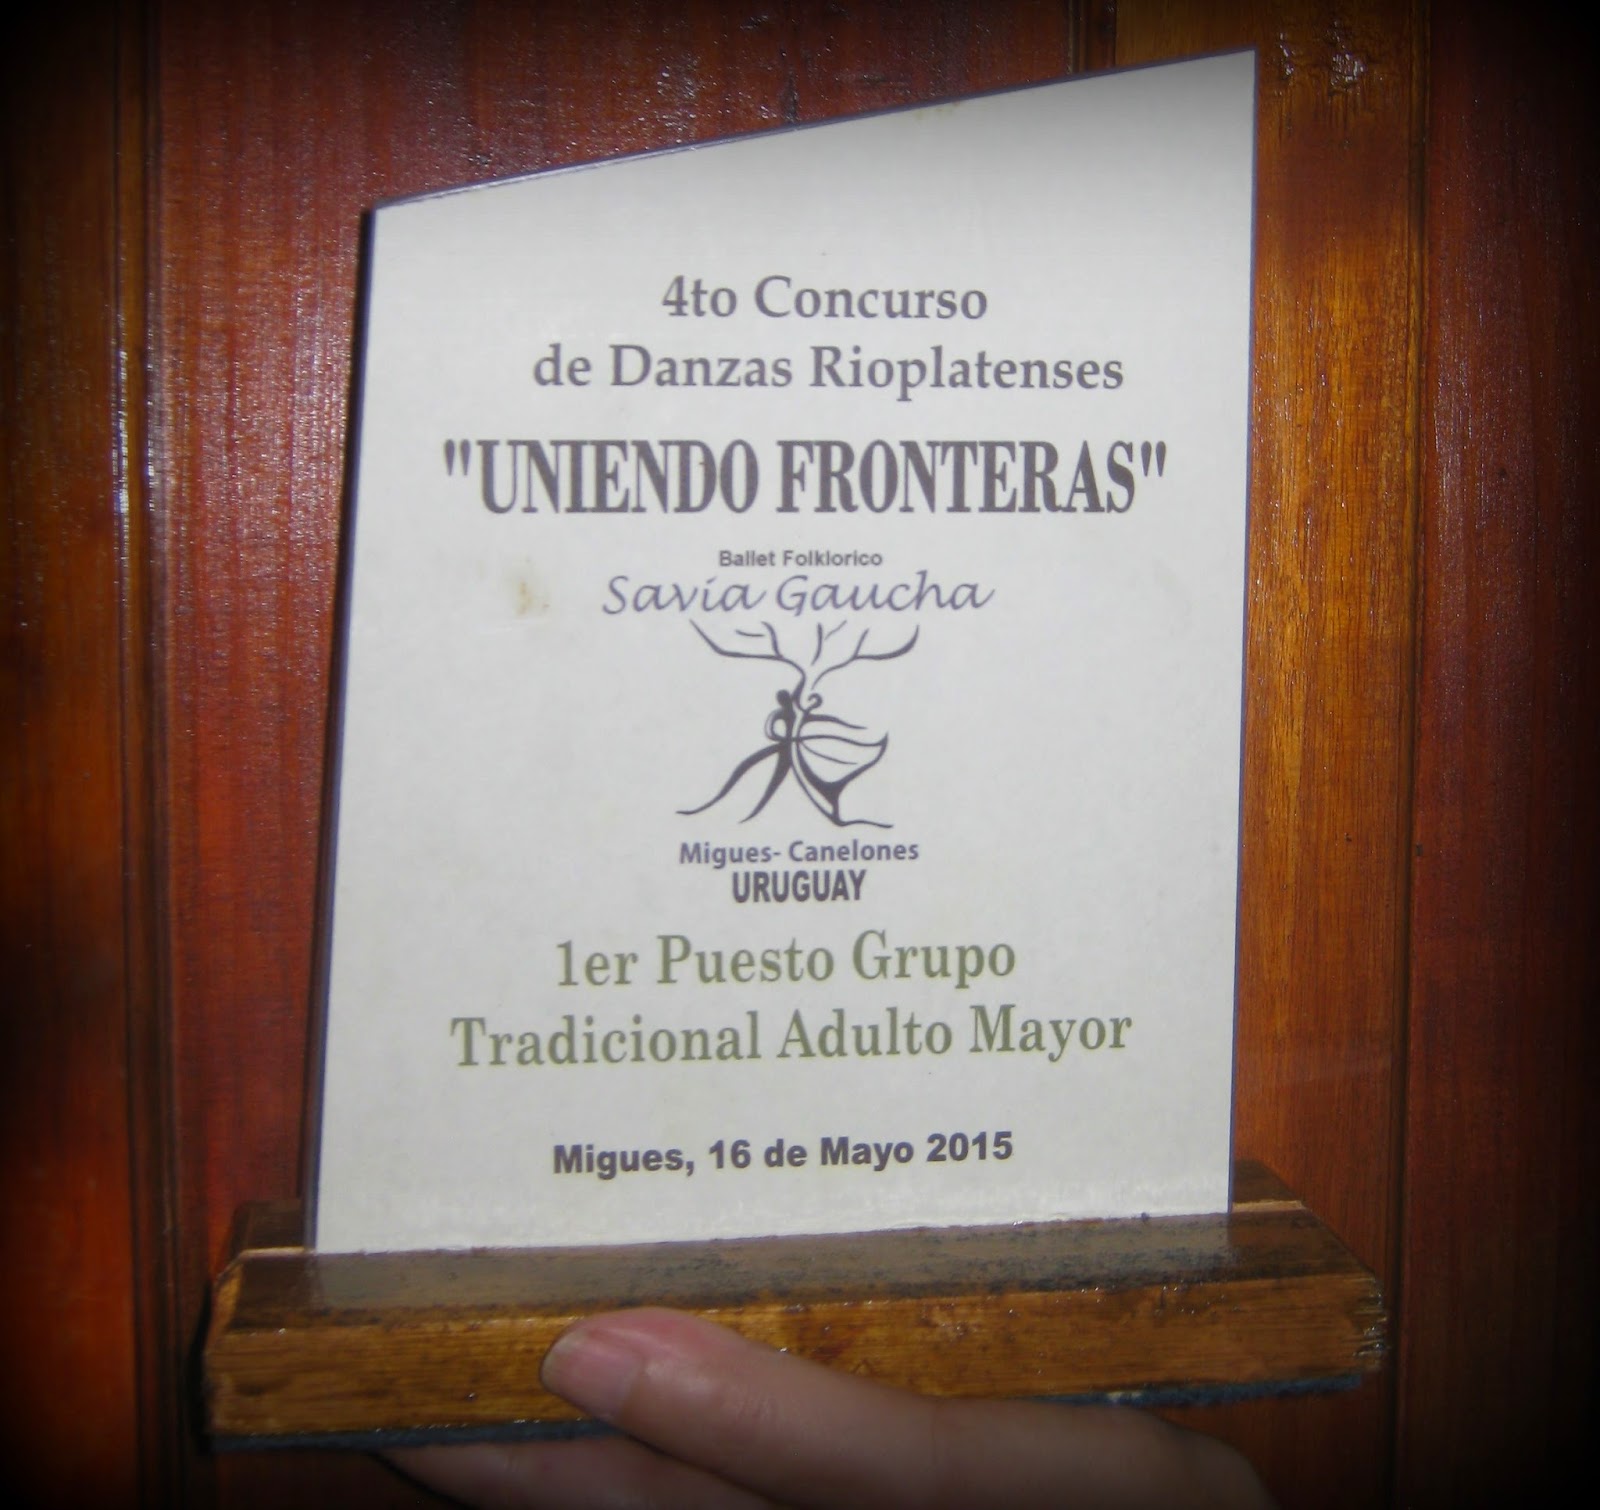 4to Concurso
de Danzas Rioplatenses
"UNIENDO FRONTERAS"
Ballet Folklorico
Savia Gaucha
Migues- Canelones
URUGUAY
1er Puesto Grupo
Tradicional Adulto Mayor
Migues, 16 de Mayo 2015